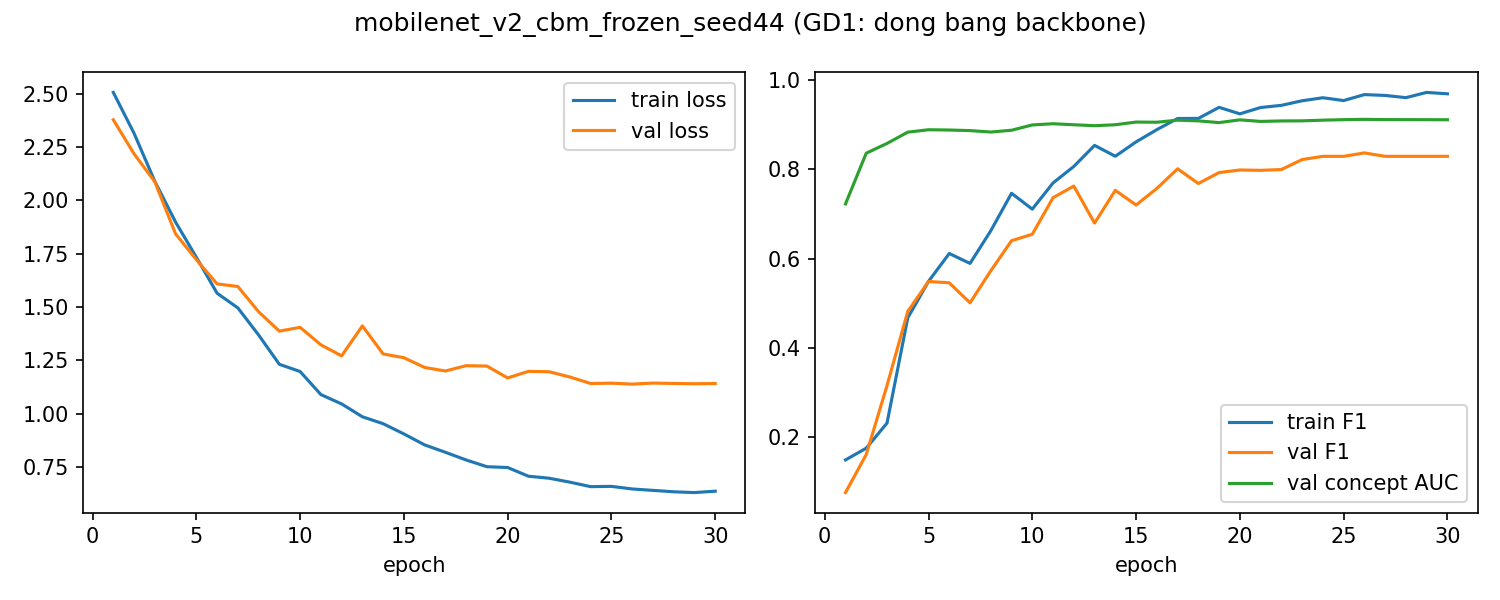 mobilenet_v2_cbm_frozen_seed44 (GD1: dong bang backbone)
train loss
val loss
2.50
2.25
2.00
1.75
1.50
1.25
1.00
0.75
0 5 10 15 20 25 30
epoch
1.0
0.8
0.6
0.4
0.2
train F1
val F1
val concept AUC
0 5 10 15 20 25 30
epoch